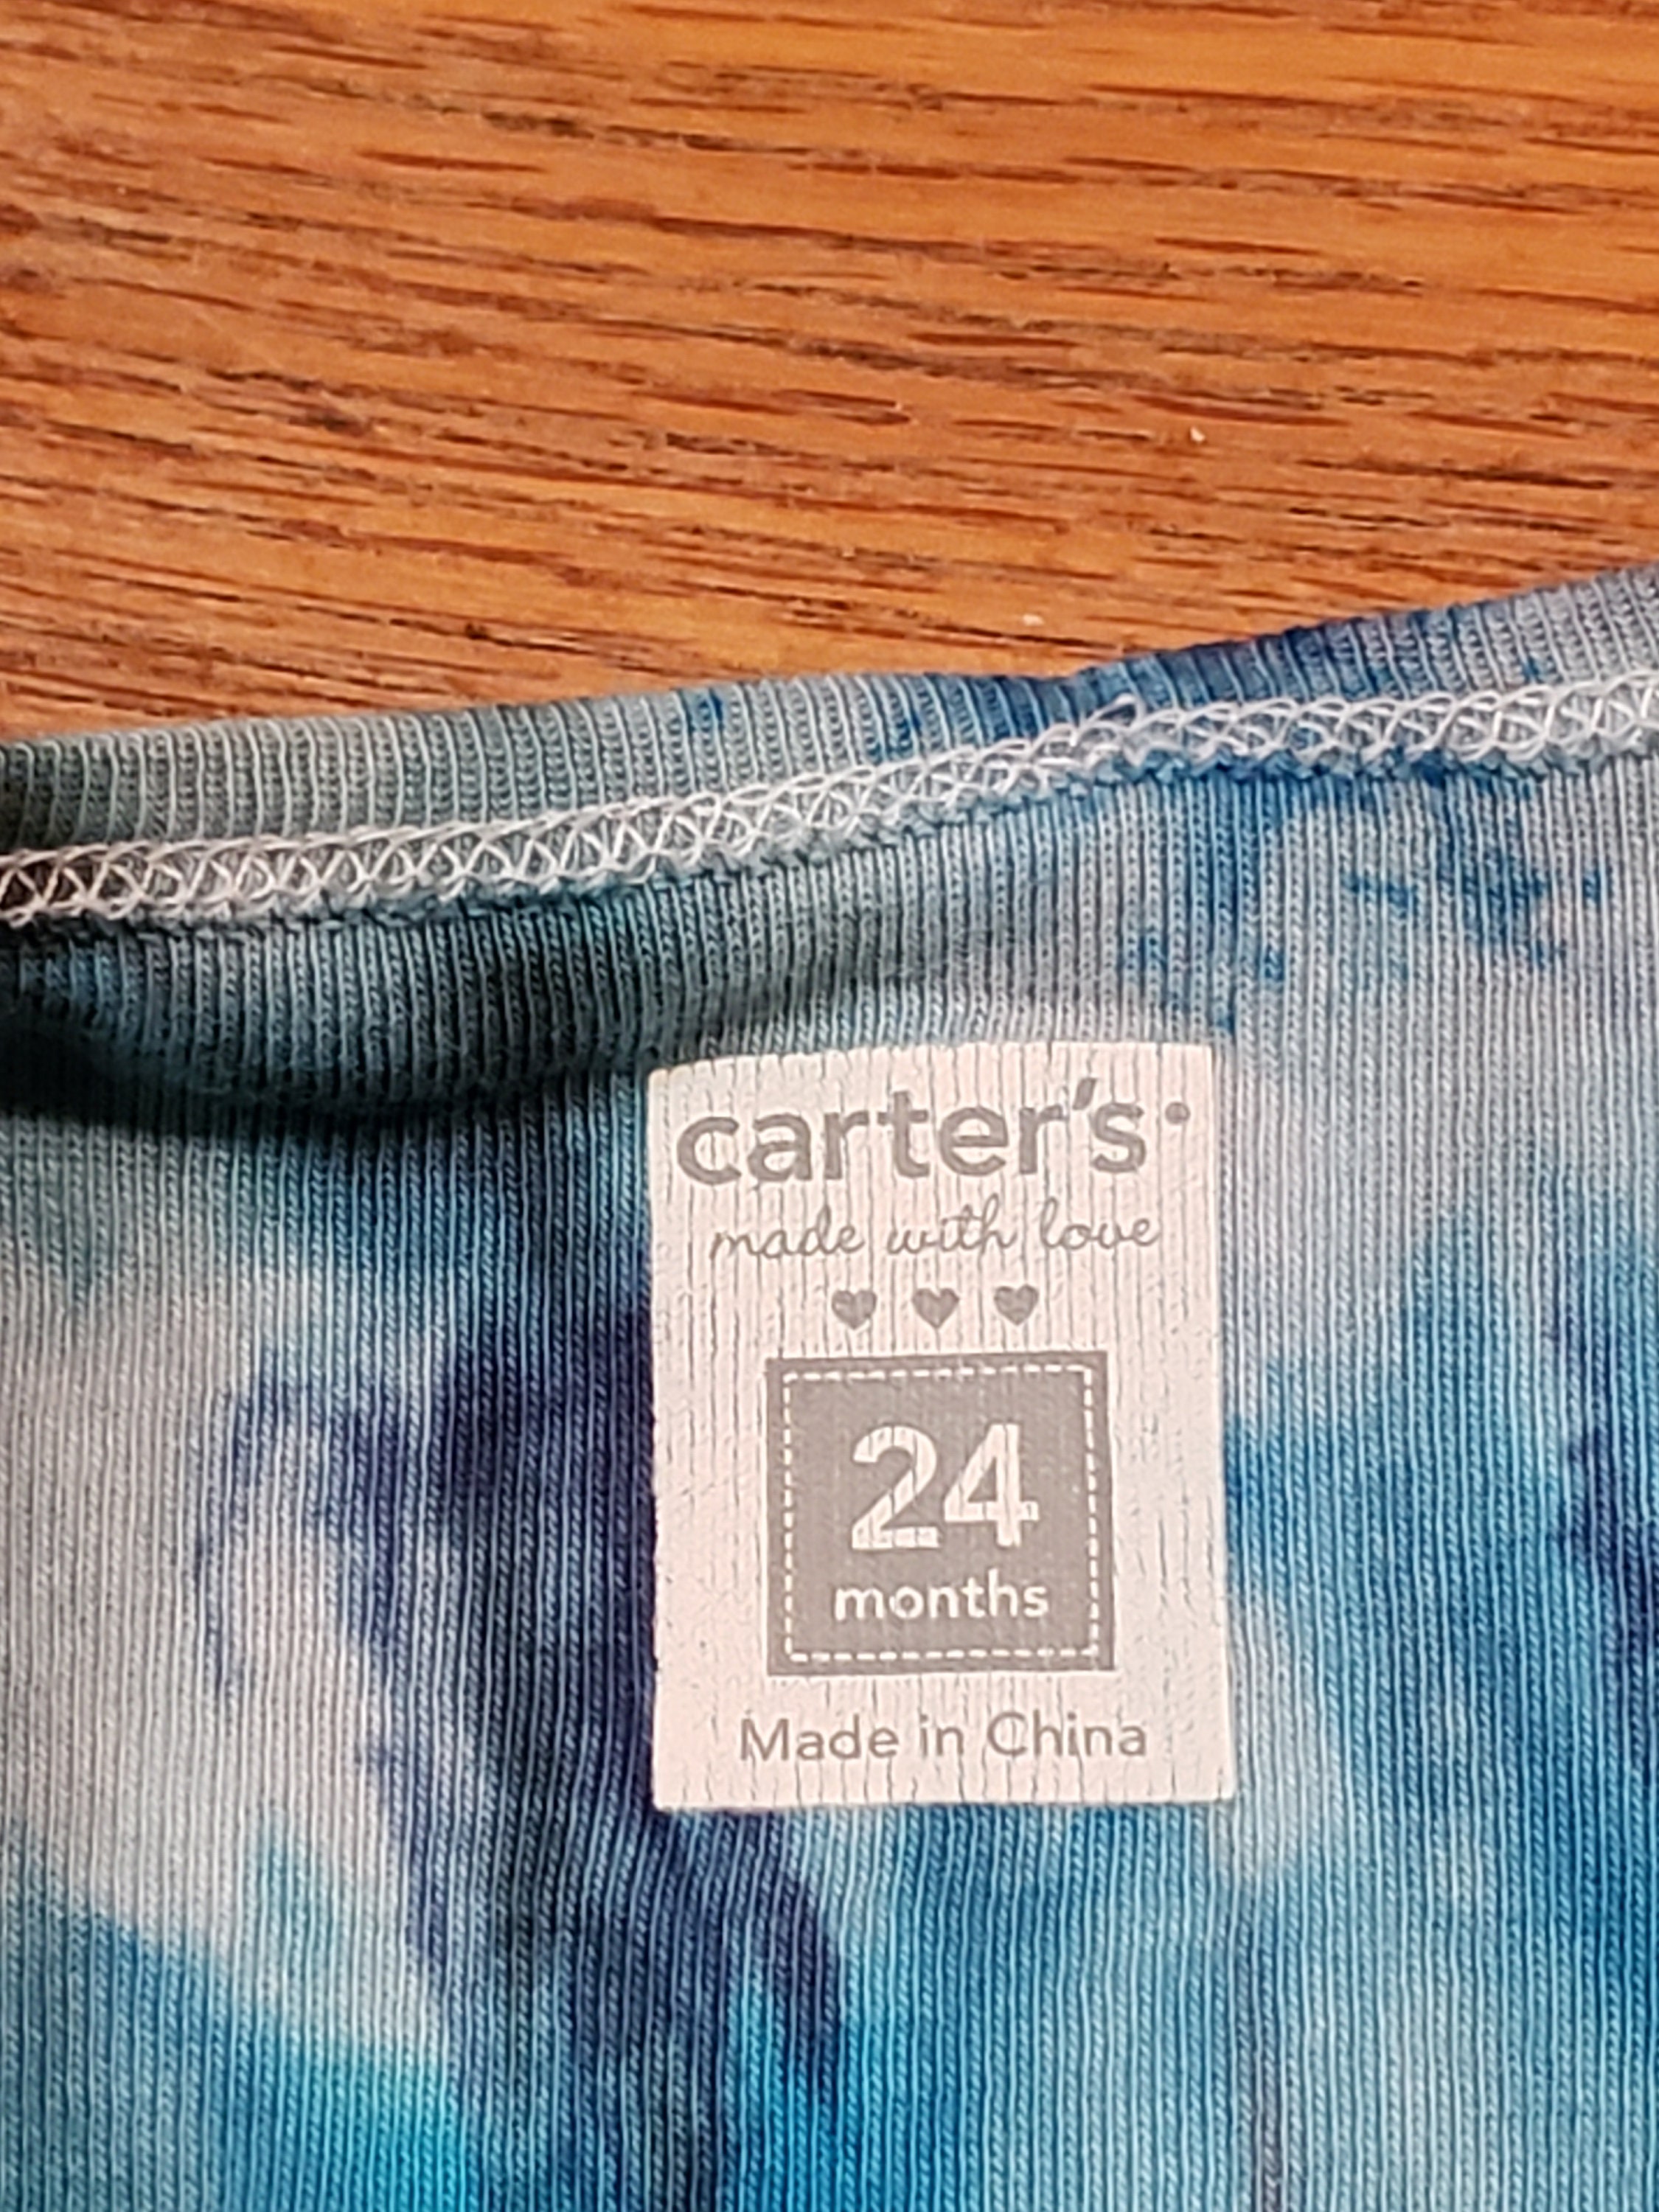 carter's
made with love
24
months
Made in China